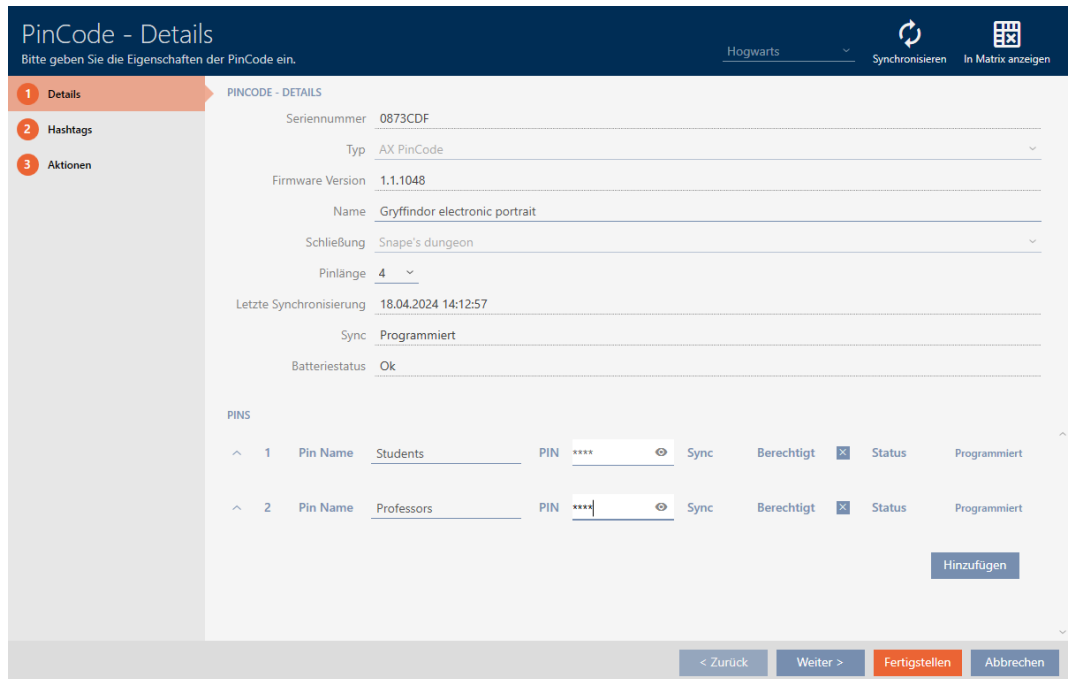 PinCode - Details
Bitte geben Sie die Eigenschaften der PinCode ein.
Hogwarts
Synchronisieren
In Matrix anzeigen
1 Details
2 Hashtags
3 Aktionen
PINCODE - DETAILS
Seriennummer 0873CDF
Typ AX PinCode
Firmware Version 1.1.1048
Name Gryffindor electronic portrait
Schließung Snape's dungeon
Pinlänge 4
Letzte Synchronisierung 18.04.2024 14:12:57
Sync Programmiert
Batteriestatus Ok
PINS
1 Pin Name Students PIN **** Sync Berechtigt Status Programmiert
2 Pin Name Professors PIN **** Sync Berechtigt Status Programmiert
Hinzufügen
< Zurück Weiter > Fertigstellen Abbrechen